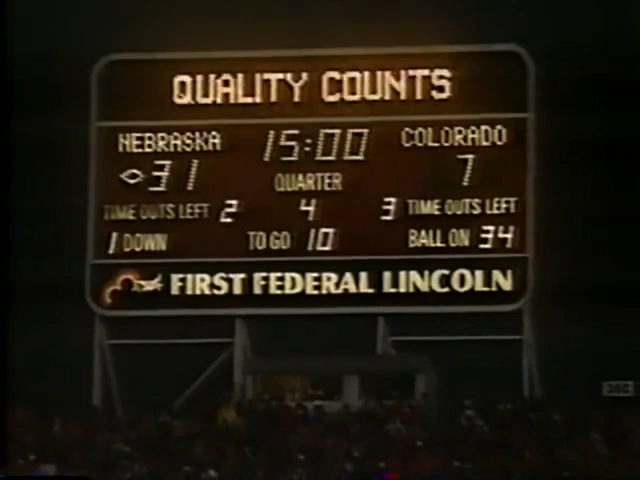 QUALITY COUNTS
NEBRASKA 15:00 COLORADO
31 QUARTER 7
TIME OUTS LEFT 2 4 3 TIME OUTS LEFT
1 DOWN TO GO 10 BALL ON 34
FIRST FEDERAL LINCOLN